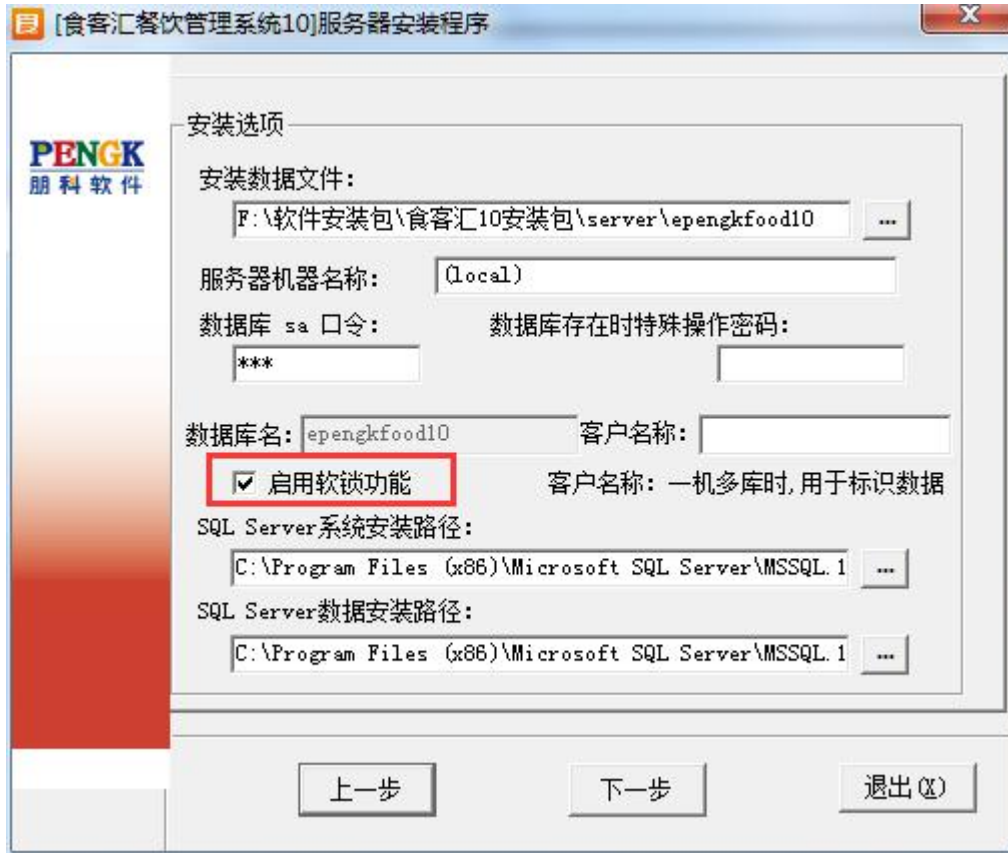 [食客汇餐饮管理系统10]服务器安装程序
PENGK
朋科软件
安装选项
安装数据文件:
F:\软件安装包\食客汇10安装包\server\epengkfood10
...
服务器机器名称:
(local)
数据库 sa 口令:
数据库存在时特殊操作密码:
***
数据库名:
epengkfood10
客户名称:
启用软锁功能
客户名称: 一机多库时,用于标识数据
SQL Server系统安装路径:
C:\Program Files (x86)\Microsoft SQL Server\MSSQL.1
...
SQL Server数据安装路径:
C:\Program Files (x86)\Microsoft SQL Server\MSSQL.1
...
上一步
下一步
退出(X)